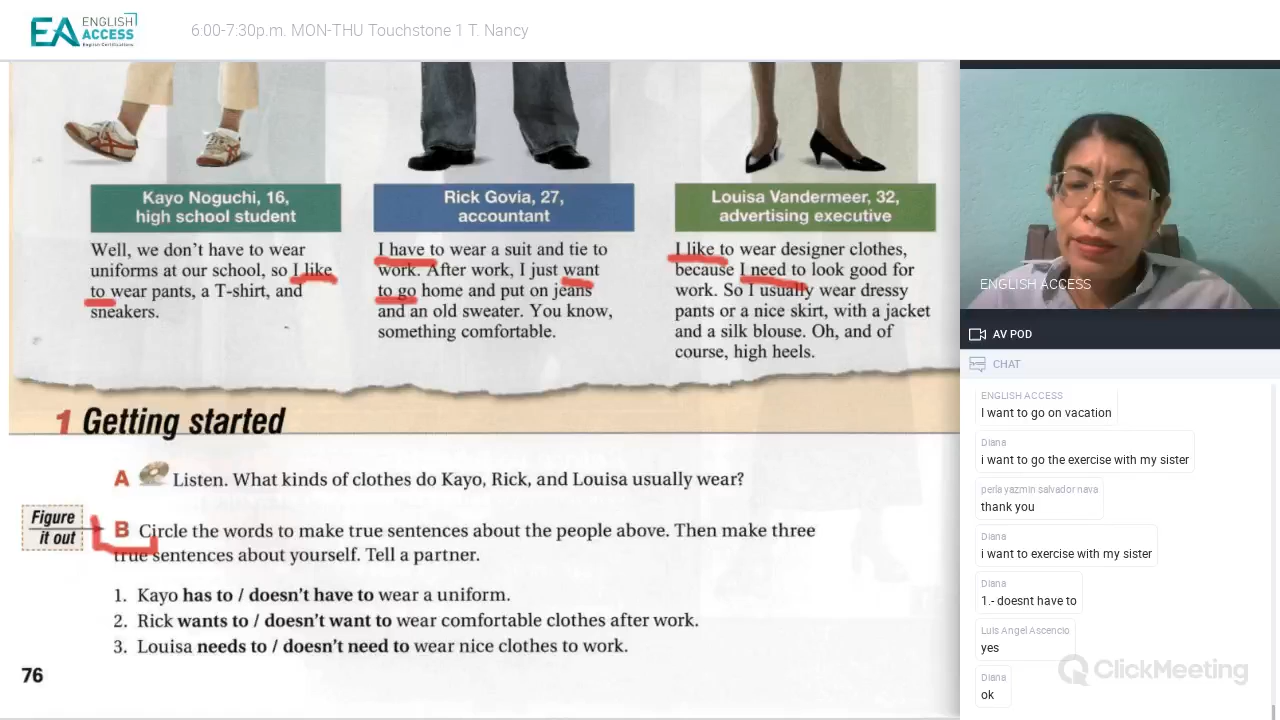 EA ENGLISH ACCESS
English Certifications
6:00-7:30p.m. MON-THU Touchstone 1 T. Nancy
Kayo Noguchi, 16,
high school student
Well, we don't have to wear
uniforms at our school, so I like
to wear pants, a T-shirt, and
sneakers.
Rick Govia, 27,
accountant
I have to wear a suit and tie to
work. After work, I just want
to go home and put on jeans
and an old sweater. You know,
something comfortable.
Louisa Vandermeer, 32,
advertising executive
I like to wear designer clothes,
because I need to look good for
work. So I usually wear dressy
pants or a nice skirt, with a jacket
and a silk blouse. Oh, and of
course, high heels.
1 Getting started
A Listen. What kinds of clothes do Kayo, Rick, and Louisa usually wear?
Figure
it out
B Circle the words to make true sentences about the people above. Then make three
true sentences about yourself. Tell a partner.
1. Kayo has to / doesn't have to wear a uniform.
2. Rick wants to / doesn't want to wear comfortable clothes after work.
3. Louisa needs to / doesn't need to wear nice clothes to work.
76
ENGLISH ACCESS
AV POD
CHAT
ENGLISH ACCESS
I want to go on vacation
Diana
i want to go the exercise with my sister
perla yazmin salvador nava
thank you
Diana
i want to exercise with my sister
Diana
1.- doesnt have to
Luis Angel Ascencio
yes
Diana
ok
ClickMeeting